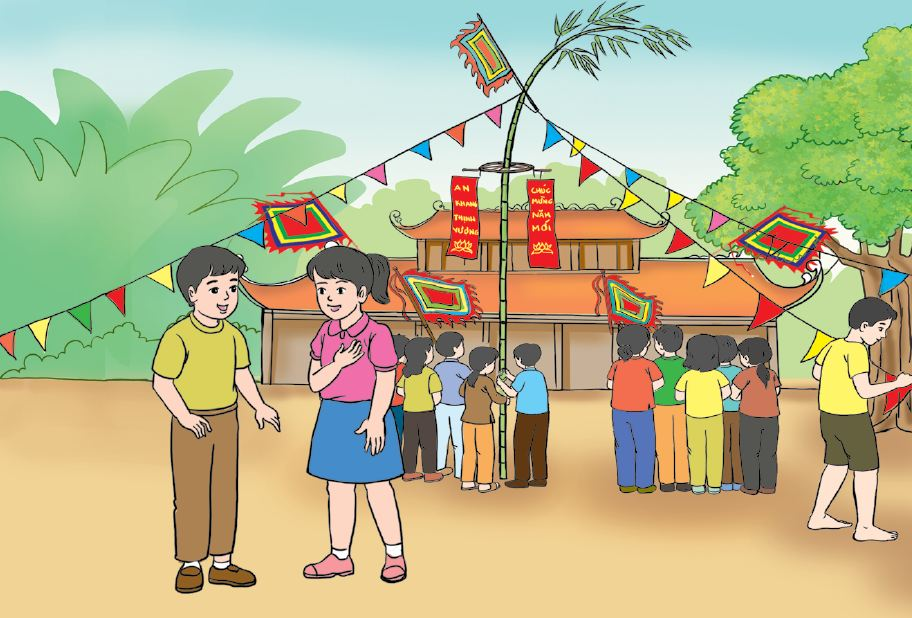 AN
KHANG
THỊNH
VƯỢNG
CHÚC
MỪNG
NĂM
MỚI